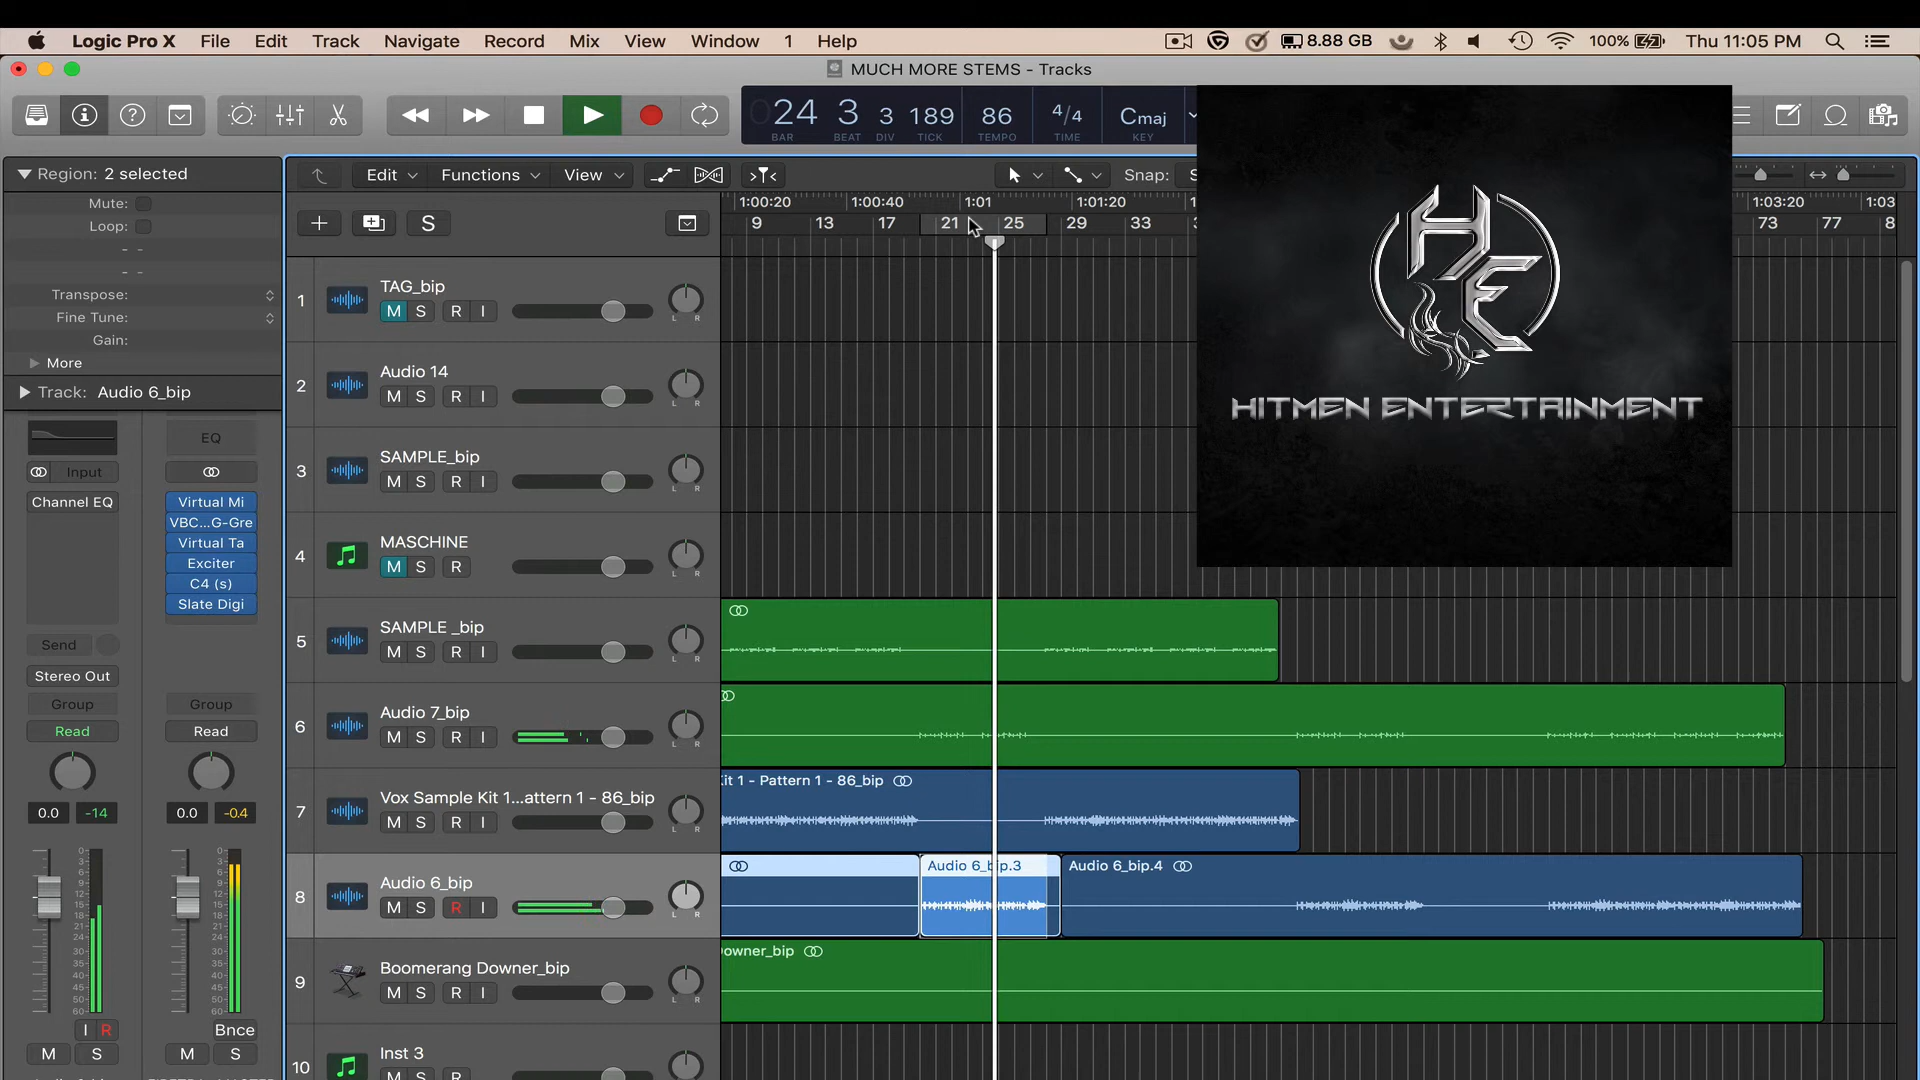 Logic Pro X File Edit Track Navigate Record Mix View Window 1 Help 8.88 GB 100% Thu 11:05 PM
MUCH MORE STEMS - Tracks
24 3 3 189 86 4/4 Cmaj
BAR BEAT DIV TICK TEMPO TIME KEY
Region: 2 selected
Mute:
Loop:
Transpose:
Fine Tune:
Gain:
More
Track: Audio 6_bip
EQ
Input
Channel EQ
Virtual Mi
VBC...G-Gre
Virtual Ta
Exciter
C4 (s)
Slate Digi
Send
Stereo Out
Group Group
Read Read
0.0 -14 0.0 -0.4
I R Bnce
M S M S
Edit Functions View Snap:
S
1:00:20 1:00:40 1:01 1:01:20 1:03:20 1:03
9 13 17 21 25 29 33 73 77 8
1 TAG_bip
M S R I
L R
2 Audio 14
M S R I
L R
3 SAMPLE_bip
M S R I
L R
4 MASCHINE
M S R
L R
5 SAMPLE _bip
M S R I
L R
6 Audio 7_bip
M S R I
L R
7 Vox Sample Kit 1...attern 1 - 86_bip
M S R I
L R
8 Audio 6_bip
M S R I
L R
9 Boomerang Downer_bip
M S R I
L R
10 Inst 3
M S R
it 1 - Pattern 1 - 86_bip
Audio 6_bip.3 Audio 6_bip.4
owner_bip
HE
HITMEN ENTERTAINMENT